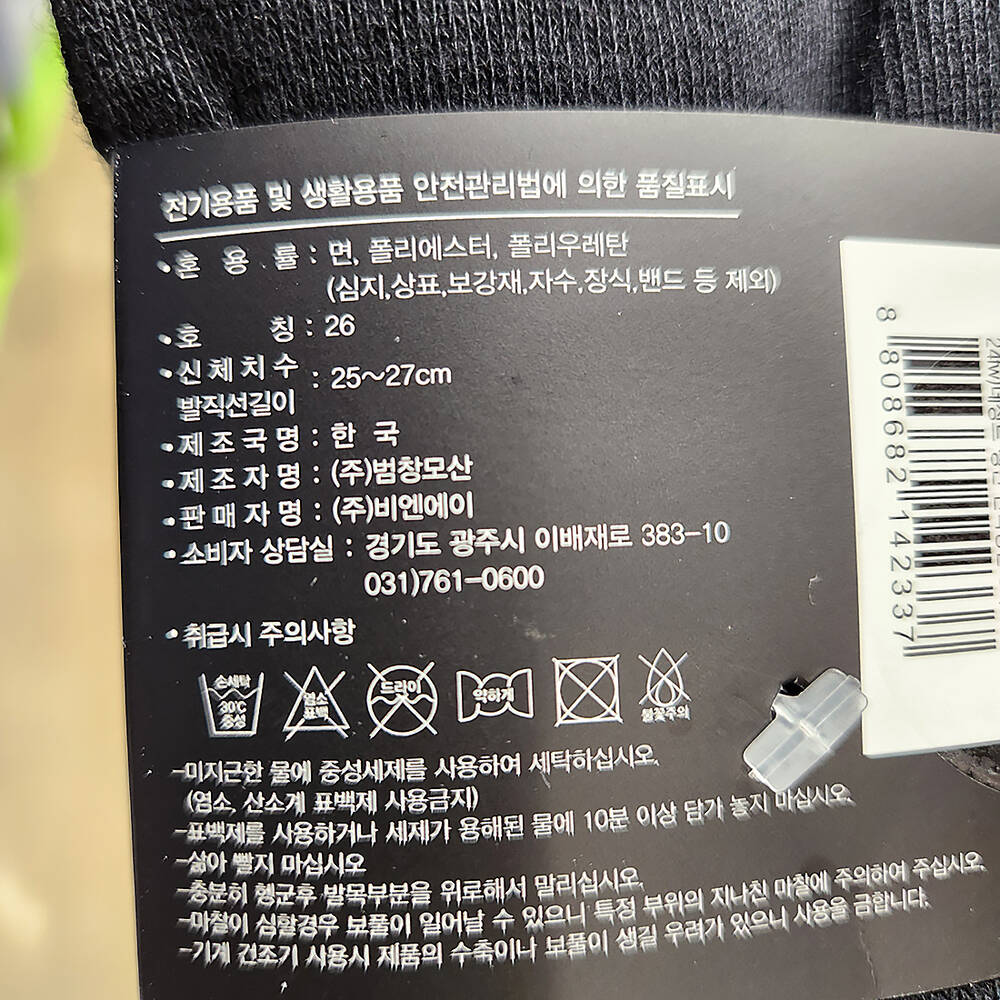 전기용품 및 생활용품 안전관리법에 의한 품질표시
•혼 용 률 : 면, 폴리에스터, 폴리우레탄
(심지,상표,보강재,자수,장식,밴드 등 제외)
•호 칭 : 26
•신체치수 : 25~27cm
발직선길이
•제조국명 : 한 국
•제조자명 : (주)범창모산
•판매자명 : (주)비엔에이
•소비자 상담실 : 경기도 광주시 이배재로 383-10
031)761-0600
•취급시 주의사항
손세탁 30℃ 중성
염소 표백
드라이
약하게
불꽃주의
-미지근한 물에 중성세제를 사용하여 세탁하십시오.
(염소, 산소계 표백제 사용금지)
-표백제를 사용하거나 세제가 용해된 물에 10분 이상 담가 놓지 마십시오.
-삶아 빨지 마십시오
-충분히 헹군후 발목부분을 위로해서 말리십시오.
-마찰이 심할경우 보풀이 일어날 수 있으니 특정 부위의 지나친 마찰에 주의하여 주십시오.
-기계 건조기 사용시 제품의 수축이나 보풀이 생길 우려가 있으니 사용을 금합니다.
8 808682 142337